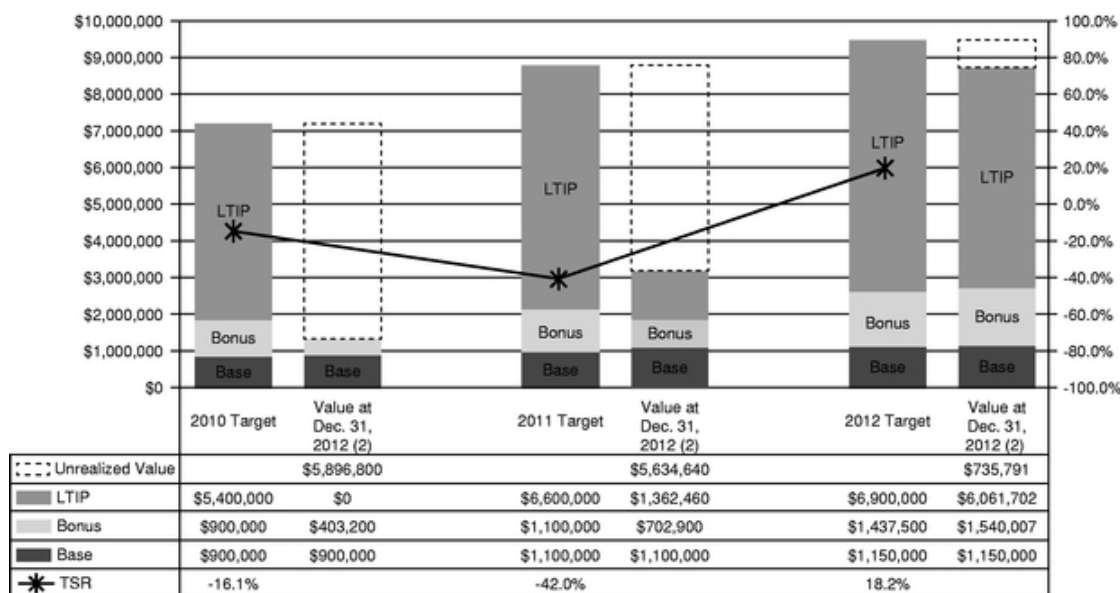 $10,000,000
$9,000,000
$8,000,000
$7,000,000
$6,000,000
$5,000,000
$4,000,000
$3,000,000
$2,000,000
$1,000,000
$0
100.0%
80.0%
60.0%
40.0%
20.0%
0.0%
-20.0%
-40.0%
-60.0%
-80.0%
-100.0%
LTIP
Bonus
Base
Base
LTIP
Bonus
Base
Bonus
Base
LTIP
Bonus
Base
LTIP
Bonus
Base
2010 Target
Value at
Dec. 31,
2012 (2)
2011 Target
Value at
Dec. 31,
2012 (2)
2012 Target
Value at
Dec. 31,
2012 (2)
Unrealized Value $5,896,800 $5,634,640 $735,791
LTIP $5,400,000 $0 $6,600,000 $1,362,460 $6,900,000 $6,061,702
Bonus $900,000 $403,200 $1,100,000 $702,900 $1,437,500 $1,540,007
Base $900,000 $900,000 $1,100,000 $1,100,000 $1,150,000 $1,150,000
TSR -16.1% -42.0% 18.2%